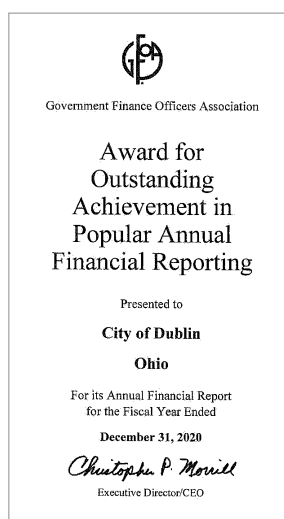 GFOA
Government Finance Officers Association
Award for
Outstanding
Achievement in
Popular Annual
Financial Reporting
Presented to
City of Dublin
Ohio
For its Annual Financial Report
for the Fiscal Year Ended
December 31, 2020
Christopher P. Morrill
Executive Director/CEO